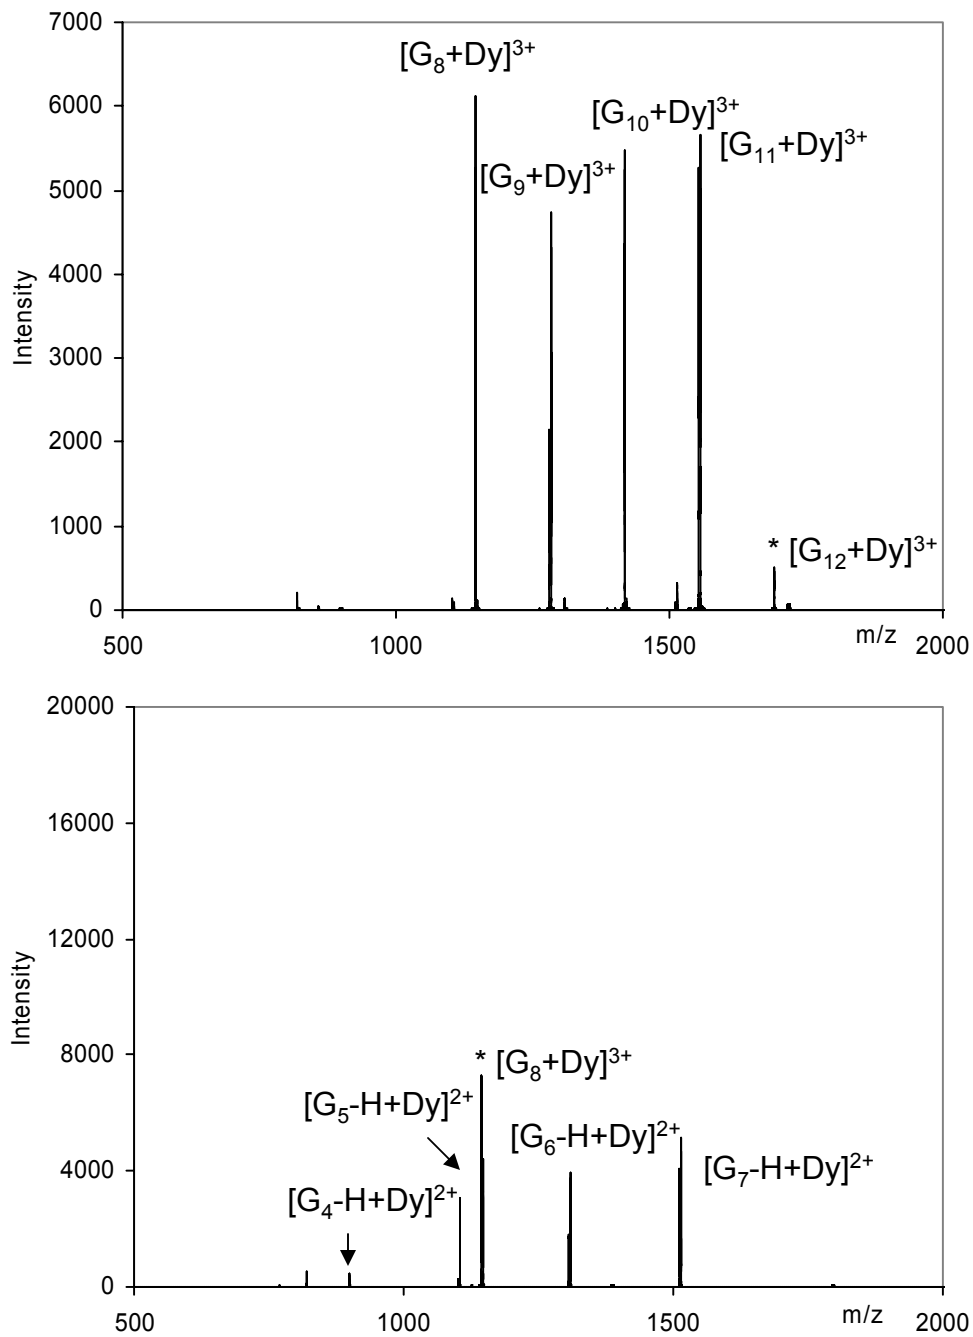 7000
[G₈+Dy]³⁺
6000
[G₁₀+Dy]³⁺
[G₁₁+Dy]³⁺
5000
[G₉+Dy]³⁺
4000
Intensity
3000
2000
1000
* [G₁₂+Dy]³⁺
0
500 1000 1500 m/z 2000
20000
16000
12000
Intensity
8000
* [G₈+Dy]³⁺
[G₅-H+Dy]²⁺
[G₆-H+Dy]²⁺
4000
[G₇-H+Dy]²⁺
[G₄-H+Dy]²⁺
0
500 1000 1500 m/z 2000